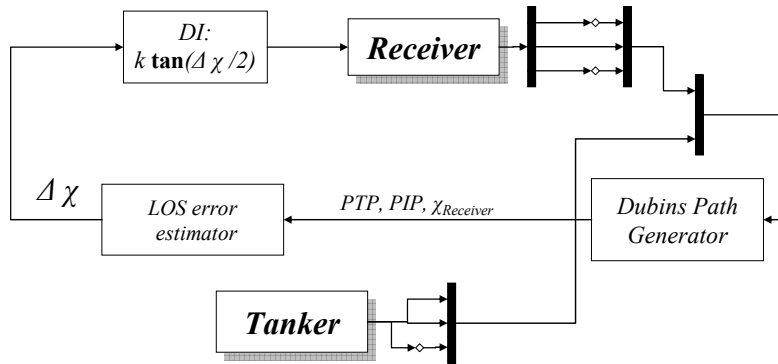 DI:
k tan(Δ χ /2)
Receiver
Δ χ
LOS error
estimator
PTP, PIP, χReceiver
Dubins Path
Generator
Tanker